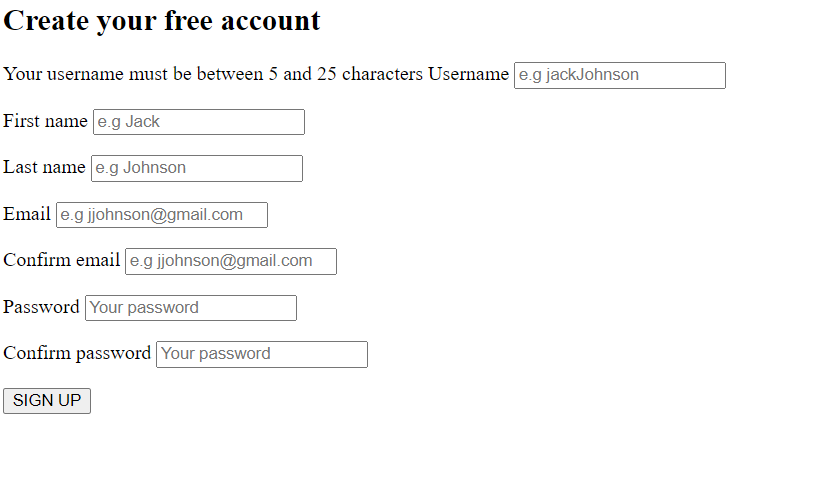 Create your free account
Your username must be between 5 and 25 characters Username e.g jackJohnson
First name e.g Jack
Last name e.g Johnson
Email e.g jjohnson@gmail.com
Confirm email e.g jjohnson@gmail.com
Password Your password
Confirm password Your password
SIGN UP